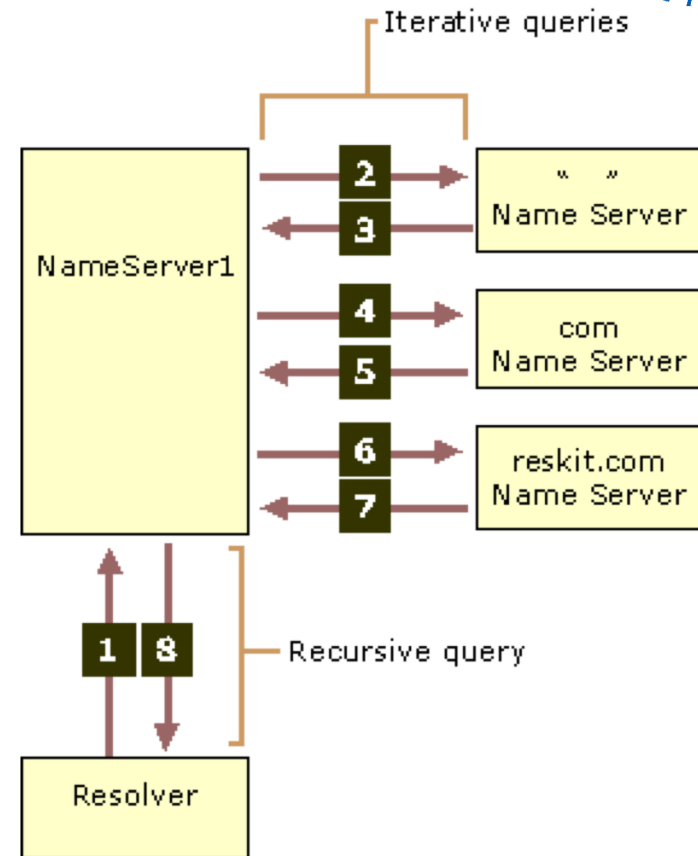 Iterative queries
2
“ ”
Name Server
3
NameServer1
4
com
Name Server
5
6
reskit.com
Name Server
7
1 8
Recursive query
Resolver